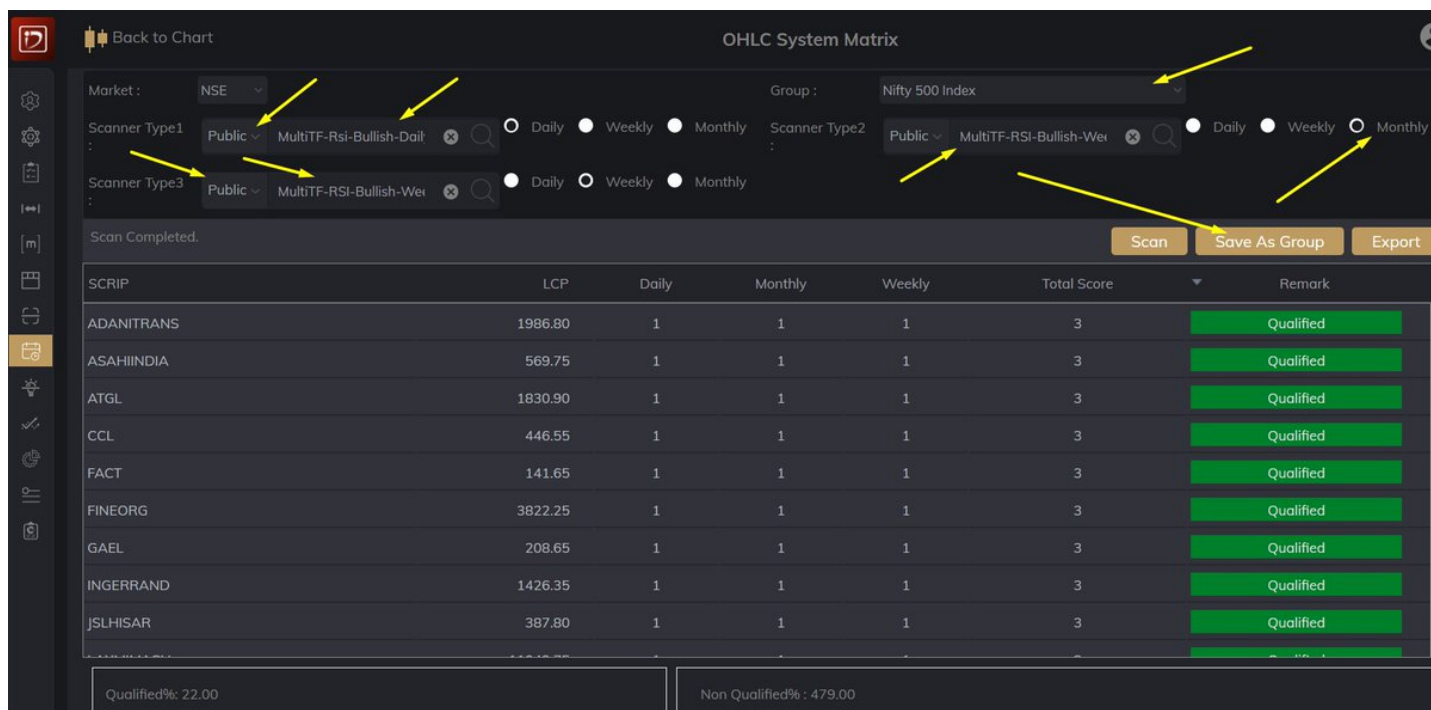 Back to Chart
OHLC System Matrix
Market :
NSE
Group :
Nifty 500 Index
Scanner Type1 :
Public
MultiTF-Rsi-Bullish-Dail
Daily
Weekly
Monthly
Scanner Type2 :
Public
MultiTF-RSI-Bullish-Wee
Daily
Weekly
Monthly
Scanner Type3 :
Public
MultiTF-RSI-Bullish-Wee
Daily
Weekly
Monthly
Scan Completed.
Scan
Save As Group
Export
SCRIP LCP Daily Monthly Weekly Total Score Remark
ADANITRANS 1986.80 1 1 1 3 Qualified
ASAHIINDIA 569.75 1 1 1 3 Qualified
ATGL 1830.90 1 1 1 3 Qualified
CCL 446.55 1 1 1 3 Qualified
FACT 141.65 1 1 1 3 Qualified
FINEORG 3822.25 1 1 1 3 Qualified
GAEL 208.65 1 1 1 3 Qualified
INGERRAND 1426.35 1 1 1 3 Qualified
JSLHISAR 387.80 1 1 1 3 Qualified
Qualified%: 22.00
Non Qualified% : 479.00